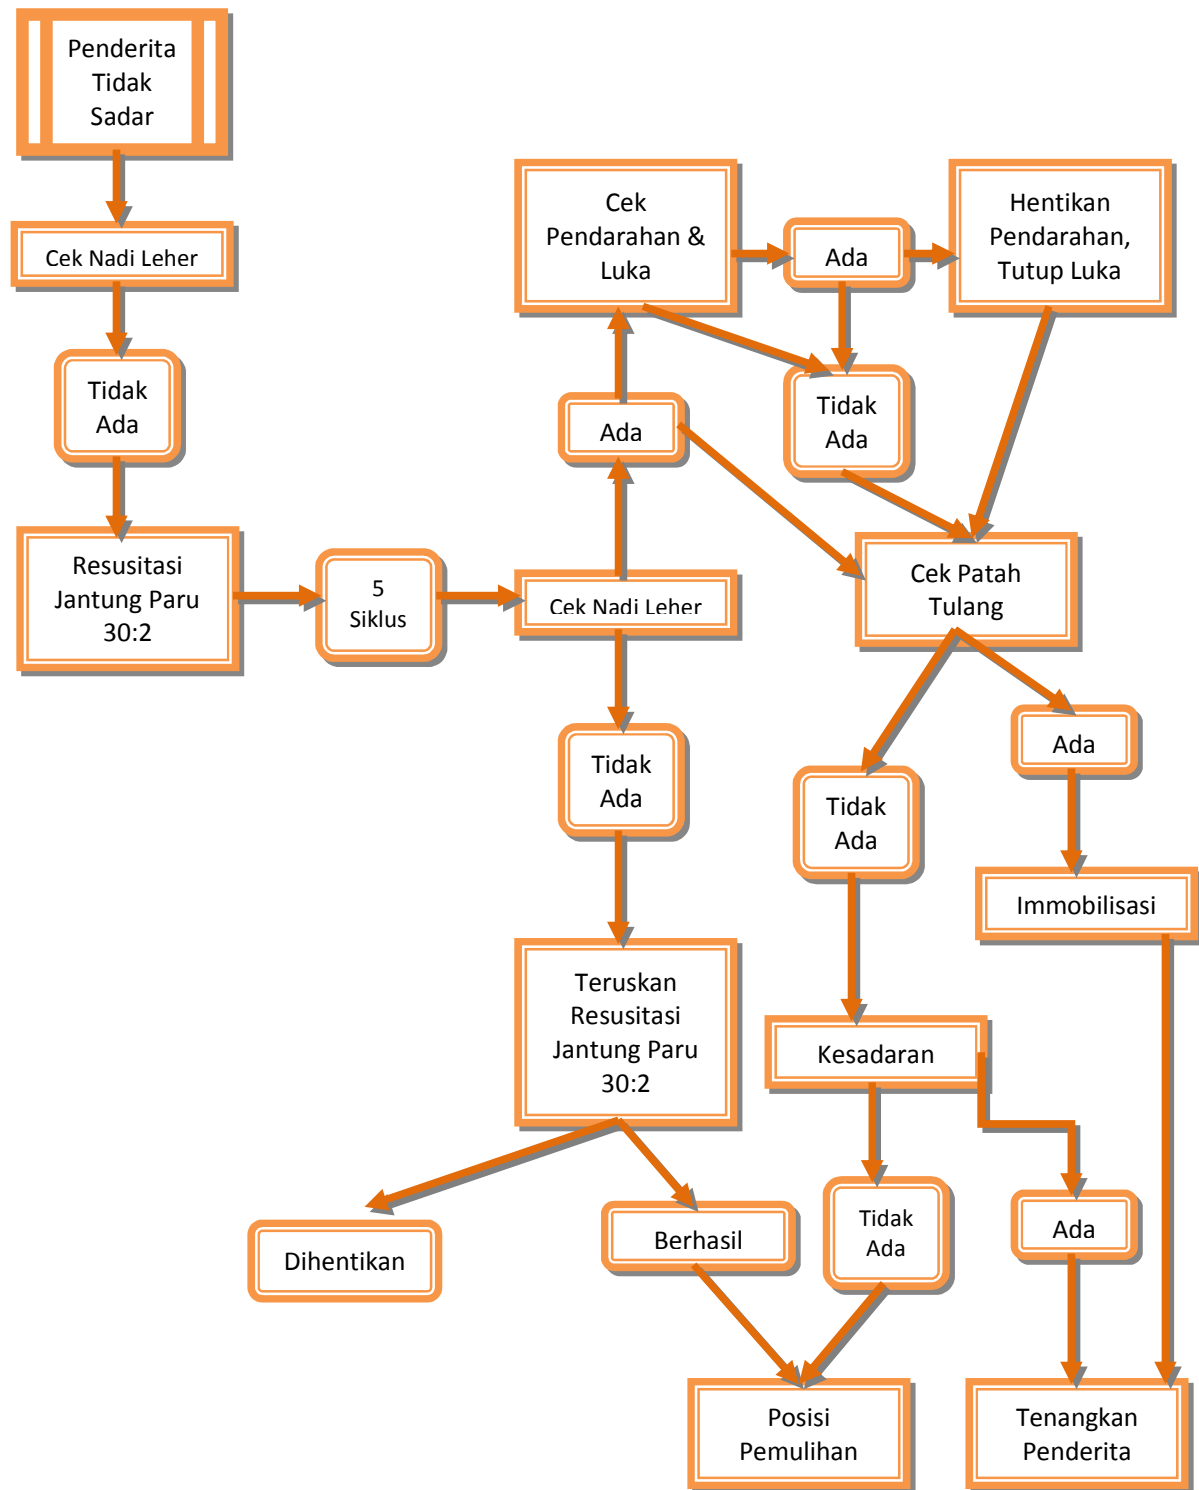 Penderita
Tidak
Sadar
Cek Nadi Leher
Tidak
Ada
Resusitasi
Jantung Paru
30:2
5
Siklus
Cek Nadi Leher
Ada
Cek
Pendarahan &
Luka
Ada
Hentikan
Pendarahan,
Tutup Luka
Tidak
Ada
Cek Patah
Tulang
Tidak
Ada
Ada
Immobilisasi
Tidak
Ada
Teruskan
Resusitasi
Jantung Paru
30:2
Kesadaran
Dihentikan
Berhasil
Tidak
Ada
Ada
Posisi
Pemulihan
Tenangkan
Penderita